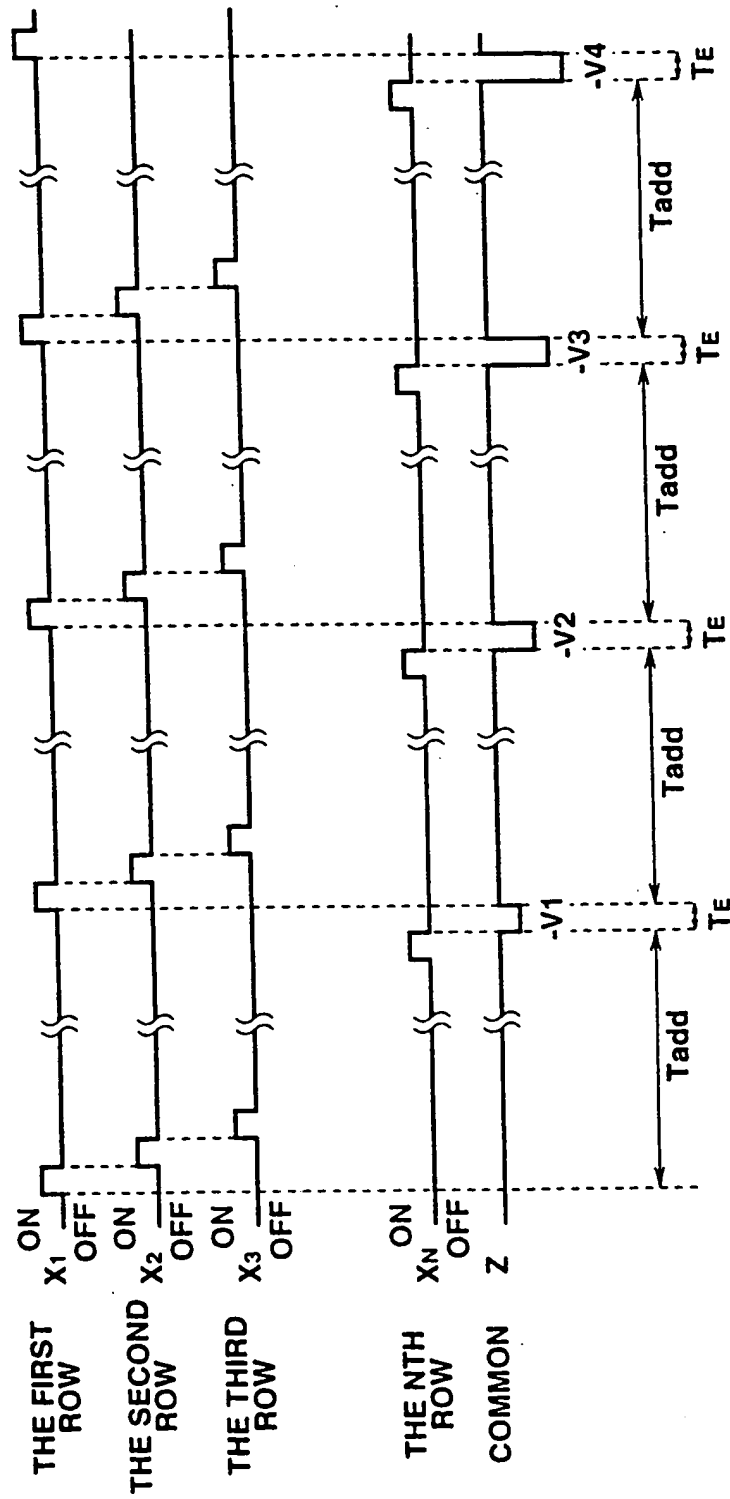 THE FIRST
ROW
X1
ON
OFF
THE SECOND
ROW
X2
ON
OFF
THE THIRD
ROW
X3
ON
OFF
THE NTH
ROW
XN
ON
OFF
COMMON
Z
-V1
-V2
-V3
-V4
Tadd
TE
Tadd
TE
Tadd
TE
Tadd
TE